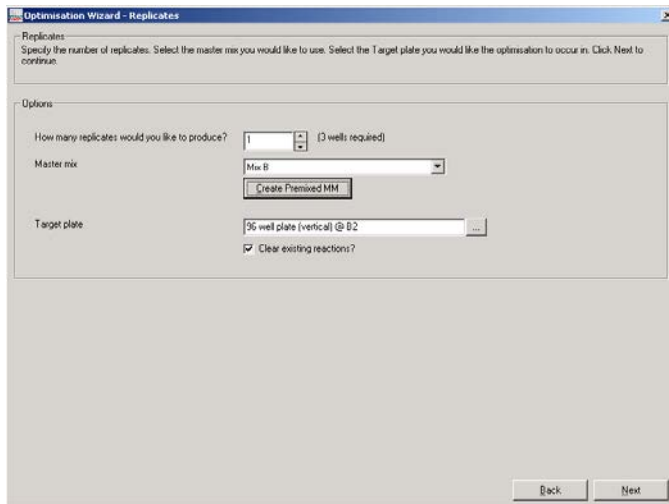 Optimisation Wizard - Replicates
Replicates
Specify the number of replicates. Select the master mix you would like to use. Select the Target plate you would like the optimisation to occur in. Click Next to
continue.
Options
How many replicates would you like to produce? 1 (3 wells required)
Master mix Mix B
Create Premixed MM
Target plate 96 well plate (vertical) @ B2 ...
Clear existing reactions?
Back Next